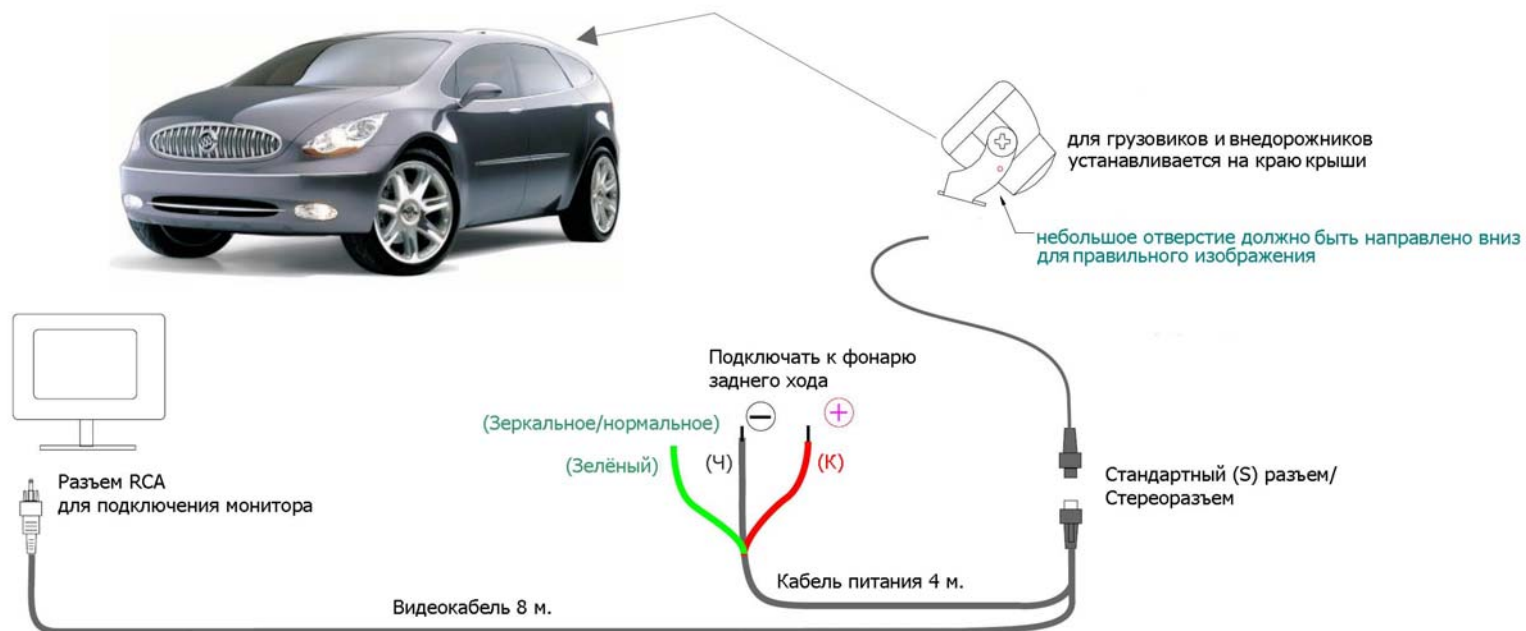 для грузовиков и внедорожников
устанавливается на краю крыши
небольшое отверстие должно быть направлено вниз
для правильного изображения
Подключать к фонарю
заднего хода
(Зеркальное/нормальное)
(Зелёный)
(Ч)
(К)
Разъем RCA
для подключения монитора
Стандартный (S) разъем/
Стереоразъем
Кабель питания 4 м.
Видеокабель 8 м.